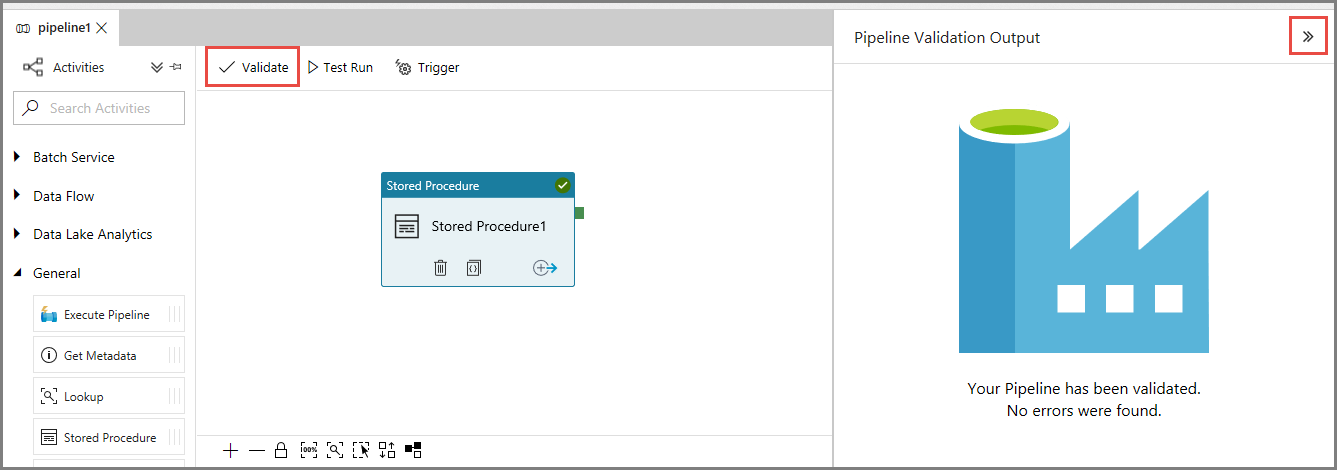 pipeline1
Activities
Search Activities
Batch Service
Data Flow
Data Lake Analytics
General
Execute Pipeline
Get Metadata
Lookup
Stored Procedure
Validate
Test Run
Trigger
Stored Procedure
Stored Procedure1
100%
Pipeline Validation Output
Your Pipeline has been validated.
No errors were found.